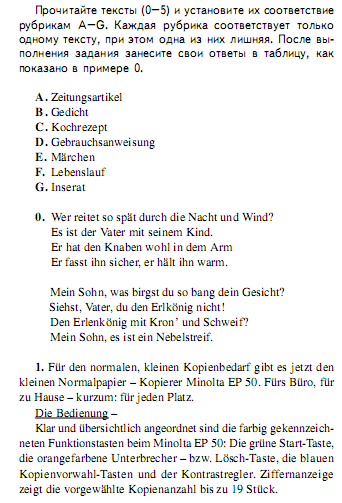 Прочитайте тексты (0—5) и установите их соответствие
рубрикам A—G. Каждая рубрика соответствует только
одному тексту, при этом одна из них лишняя. После вы-
полнения задания занесите свои ответы в таблицу, как
показано в примере 0.
A. Zeitungsartikel
B. Gedicht
C. Kochrezept
D. Gebrauchsanweisung
E. Märchen
F. Lebenslauf
G. Inserat
0. Wer reitet so spät durch die Nacht und Wind?
Es ist der Vater mit seinem Kind.
Er hat den Knaben wohl in dem Arm
Er fasst ihn sicher, er hält ihn warm.
Mein Sohn, was birgst du so bang dein Gesicht?
Siehst, Vater, du den Erlkönig nicht!
Den Erlenkönig mit Kron’ und Schweif?
Mein Sohn, es ist ein Nebelstreif.
1. Für den normalen, kleinen Kopienbedarf gibt es jetzt den
kleinen Normalpapier – Kopierer Minolta EP 50. Fürs Büro, für
zu Hause – kurzum: für jeden Platz.
Die Bedienung –
Klar und übersichtlich angeordnet sind die farbig gekennzeich-
neten Funktionstasten beim Minolta EP 50: Die grüne Start-Taste,
die orangefarbene Unterbrecher – bzw. Lösch-Taste, die blauen
Kopienvorwahl-Tasten und der Kontrastregler. Ziffernanzeige
zeigt die vorgewählte Kopienanzahl bis zu 19 Stück.